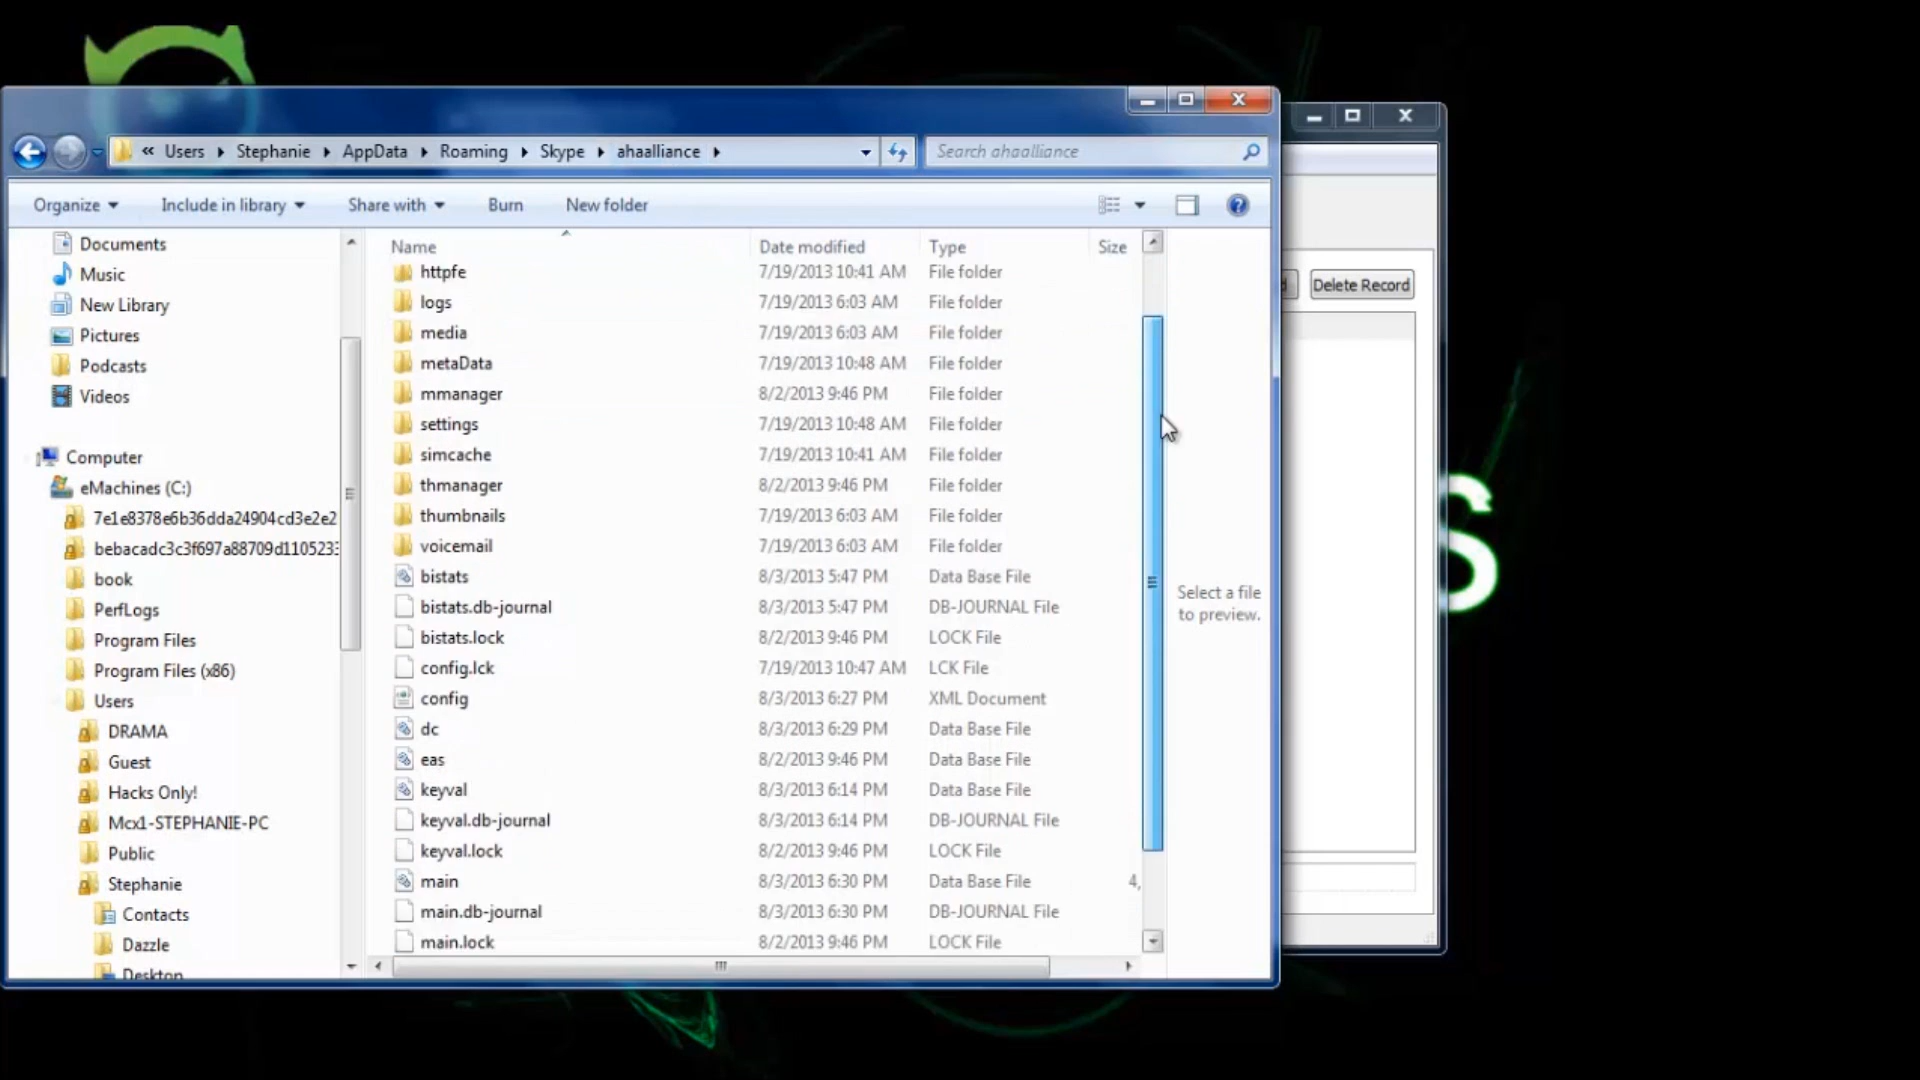 « Users ▸ Stephanie ▸ AppData ▸ Roaming ▸ Skype ▸ ahaalliance ▸
Search ahaalliance
Organize Include in library Share with Burn New folder
Documents
Music
New Library
Pictures
Podcasts
Videos
Computer
eMachines (C:)
7e1e8378e6b36dda24904cd3e2e2
bebacadc3c3f697a88709d1105233
book
PerfLogs
Program Files
Program Files (x86)
Users
DRAMA
Guest
Hacks Only!
Mcx1-STEPHANIE-PC
Public
Stephanie
Contacts
Dazzle
Desktop
Name Date modified Type Size
httpfe 7/19/2013 10:41 AM File folder
logs 7/19/2013 6:03 AM File folder
media 7/19/2013 6:03 AM File folder
metaData 7/19/2013 10:48 AM File folder
mmanager 8/2/2013 9:46 PM File folder
settings 7/19/2013 10:48 AM File folder
simcache 7/19/2013 10:41 AM File folder
thmanager 8/2/2013 9:46 PM File folder
thumbnails 7/19/2013 6:03 AM File folder
voicemail 7/19/2013 6:03 AM File folder
bistats 8/3/2013 5:47 PM Data Base File
bistats.db-journal 8/3/2013 5:47 PM DB-JOURNAL File
bistats.lock 8/2/2013 9:46 PM LOCK File
config.lck 7/19/2013 10:47 AM LCK File
config 8/3/2013 6:27 PM XML Document
dc 8/3/2013 6:29 PM Data Base File
eas 8/2/2013 9:46 PM Data Base File
keyval 8/3/2013 6:14 PM Data Base File
keyval.db-journal 8/3/2013 6:14 PM DB-JOURNAL File
keyval.lock 8/2/2013 9:46 PM LOCK File
main 8/3/2013 6:30 PM Data Base File 4,
main.db-journal 8/3/2013 6:30 PM DB-JOURNAL File
main.lock 8/2/2013 9:46 PM LOCK File
Select a file
to preview.
d Delete Record
S